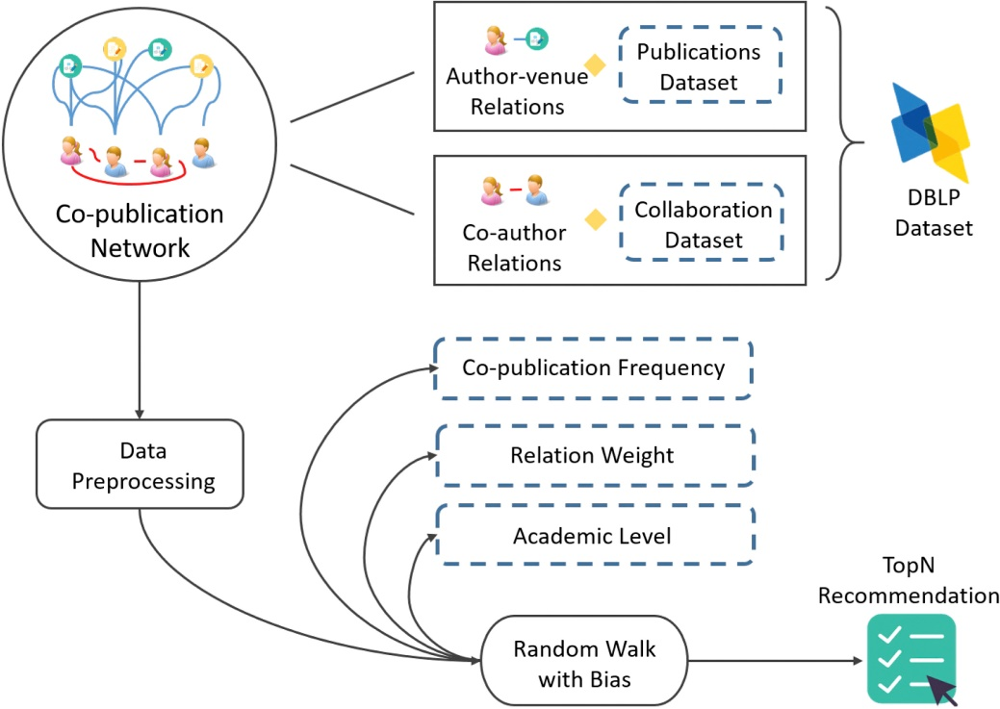 Co-publication
Network
Author-venue
Relations
Publications
Dataset
Co-author
Relations
Collaboration
Dataset
DBLP
Dataset
Co-publication Frequency
Relation Weight
Academic Level
Data
Preprocessing
Random Walk
with Bias
TopN
Recommendation